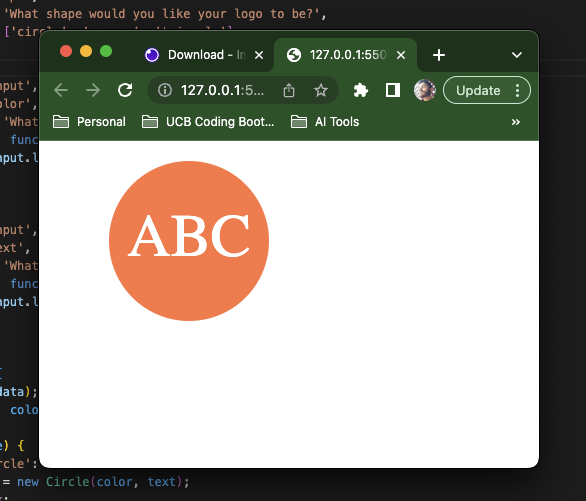 'What shape would you like your logo to be?',
Download - In
127.0.0.1:550
127.0.0.1:5...
Update
Personal
UCB Coding Boot...
AI Tools
»
ABC
nput',
olor',
'What
func
nput.l
nput',
ext',
'What
func
nput.l
{
data);
colo
e) {
rcle':
= new Circle(color, text);